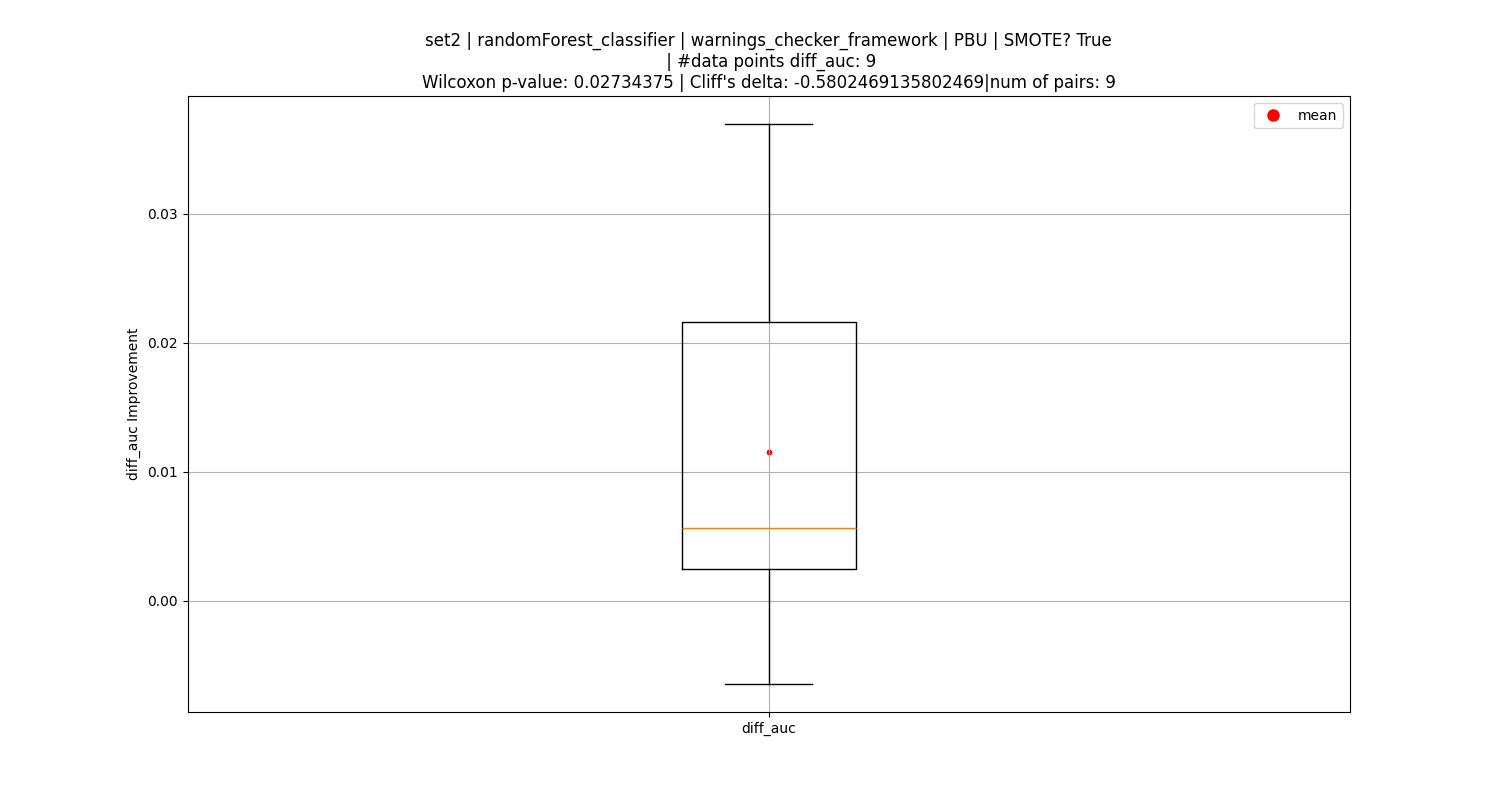 set2 | randomForest_classifier | warnings_checker_framework | PBU | SMOTE? True
| #data points diff_auc: 9
Wilcoxon p-value: 0.02734375 | Cliff's delta: -0.5802469135802469|num of pairs: 9
mean
0.03
0.02
0.01
0.00
diff_auc Improvement
diff_auc